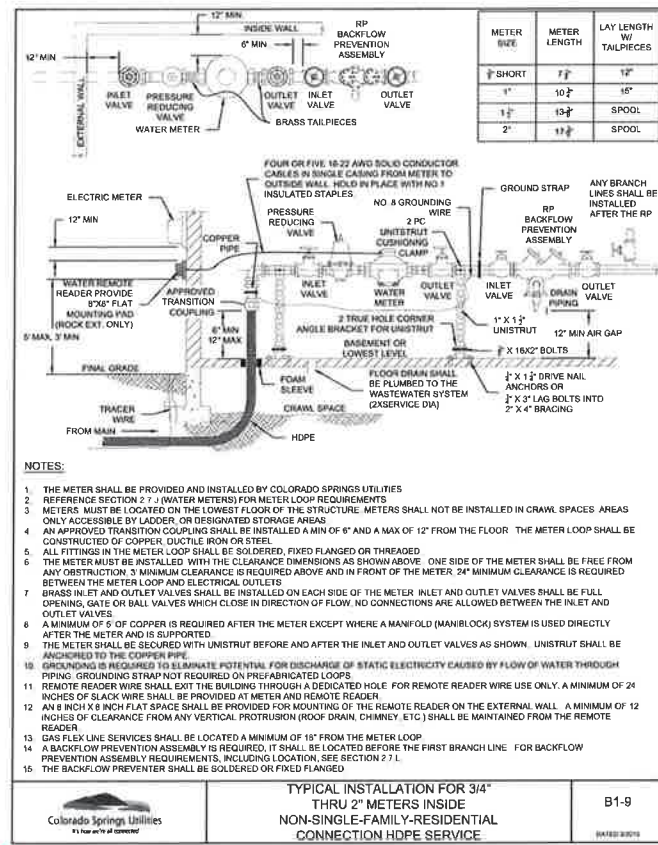 12" MIN
INSIDE WALL
6" MIN
RP
BACKFLOW
PREVENTION
ASSEMBLY
12" MIN
EXTERNAL WALL
INLET
VALVE
PRESSURE
REDUCING
VALVE
WATER METER
OUTLET
VALVE
BRASS TAILPIECES
INLET
VALVE
OUTLET
VALVE
METER
SIZE
METER
LENGTH
LAY LENGTH
W/
TAILPIECES
SHORT
12"
1"
15"
SPOOL
2"
SPOOL
FOUR OR FIVE 18-22 AWG SOLID CONDUCTOR
CABLES IN SINGLE CASING FROM METER TO
OUTSIDE WALL. HOLD IN PLACE WITH NO 1
INSULATED STAPLES.
ELECTRIC METER
12" MIN
COPPER
PIPE
PRESSURE
REDUCING
VALVE
NO 8 GROUNDING
WIRE
2 PC
UNITSTRUT
CUSHIONNG
CLAMP
GROUND STRAP
RP
BACKFLOW
PREVENTION
ASSEMBLY
ANY BRANCH
LINES SHALL BE
INSTALLED
AFTER THE RP
WATER REMOTE
READER PROVIDE
8"X8" FLAT
MOUNTING PAD
(ROCK EXT. ONLY)
APPROVED
TRANSITION
COUPLING
INLET
VALVE
WATER
METER
OUTLET
VALVE
INLET
VALVE
DRAIN
PIPING
OUTLET
VALVE
5' MAX, 3' MIN
6" MIN
12" MAX
2 TRUE HOLE CORNER
ANGLE BRACKET FOR UNISTRUT
BASEMENT OR
LOWEST LEVEL
UNISTRUT
12" MIN AIR GAP
X 16X2" BOLTS
FINAL GRADE
FOAM
SLEEVE
FLOOR DRAIN SHALL
BE PLUMBED TO THE
WASTEWATER SYSTEM
(2XSERVICE DIA)
DRIVE NAIL
ANCHORS OR
X 3" LAG BOLTS INTO
2" X 4" BRACING
TRACER
WIRE
CRAWL SPACE
FROM MAIN
HDPE
NOTES:
1 THE METER SHALL BE PROVIDED AND INSTALLED BY COLORADO SPRINGS UTILITIES
2 REFERENCE SECTION 2 7 J (WATER METERS) FOR METER LOOP REQUIREMENTS
3 METERS MUST BE LOCATED ON THE LOWEST FLOOR OF THE STRUCTURE METERS SHALL NOT BE INSTALLED IN CRAWL SPACES AREAS
ONLY ACCESSIBLE BY LADDER, OR DESIGNATED STORAGE AREAS
4 AN APPROVED TRANSITION COUPLING SHALL BE INSTALLED A MIN OF 6" AND A MAX OF 12" FROM THE FLOOR THE METER LOOP SHALL BE
CONSTRUCTED OF COPPER, DUCTILE IRON OR STEEL
5 ALL FITTINGS IN THE METER LOOP SHALL BE SOLDERED, FIXED FLANGED OR THREADED
6 THE METER MUST BE INSTALLED WITH THE CLEARANCE DIMENSIONS AS SHOWN ABOVE ONE SIDE OF THE METER SHALL BE FREE FROM
ANY OBSTRUCTION, 3' MINIMUM CLEARANCE IS REQUIRED ABOVE AND IN FRONT OF THE METER, 24" MINIMUM CLEARANCE IS REQUIRED
BETWEEN THE METER LOOP AND ELECTRICAL OUTLETS
7 BRASS INLET AND OUTLET VALVES SHALL BE INSTALLED ON EACH SIDE OF THE METER INLET AND OUTLET VALVES SHALL BE FULL
OPENING, GATE OR BALL VALVES WHICH CLOSE IN DIRECTION OF FLOW, NO CONNECTIONS ARE ALLOWED BETWEEN THE INLET AND
OUTLET VALVES.
8 A MINIMUM OF 5' OF COPPER IS REQUIRED AFTER THE METER EXCEPT WHERE A MANIFOLD (MANIBLOCK) SYSTEM IS USED DIRECTLY
AFTER THE METER AND IS SUPPORTED
9 THE METER SHALL BE SECURED WITH UNISTRUT BEFORE AND AFTER THE INLET AND OUTLET VALVES AS SHOWN UNISTRUT SHALL BE
ANCHORED TO THE COPPER PIPE.
10 GROUNDING IS REQUIRED TO ELIMINATE POTENTIAL FOR DISCHARGE OF STATIC ELECTRICITY CAUSED BY FLOW OF WATER THROUGH
PIPING GROUNDING STRAP NOT REQUIRED ON PREFABRICATED LOOPS
11 REMOTE READER WIRE SHALL EXIT THE BUILDING THROUGH A DEDICATED HOLE FOR REMOTE READER WIRE USE ONLY. A MINIMUM OF 24
INCHES OF SLACK WIRE SHALL BE PROVIDED AT METER AND REMOTE READER
12 AN 8 INCH X 8 INCH FLAT SPACE SHALL BE PROVIDED FOR MOUNTING OF THE REMOTE READER ON THE EXTERNAL WALL A MINIMUM OF 12
INCHES OF CLEARANCE FROM ANY VERTICAL PROTRUSION (ROOF DRAIN, CHIMNEY, ETC ) SHALL BE MAINTAINED FROM THE REMOTE
READER
13 GAS FLEX LINE SERVICES SHALL BE LOCATED A MINIMUM OF 18" FROM THE METER LOOP
14 A BACKFLOW PREVENTION ASSEMBLY IS REQUIRED, IT SHALL BE LOCATED BEFORE THE FIRST BRANCH LINE FOR BACKFLOW
PREVENTION ASSEMBLY REQUIREMENTS, INCLUDING LOCATION, SEE SECTION 2 7 L
15 THE BACKFLOW PREVENTER SHALL BE SOLDERED OR FIXED FLANGED
Colorado Springs Utilities
It's how we're all connected
TYPICAL INSTALLATION FOR 3/4"
THRU 2" METERS INSIDE
NON-SINGLE-FAMILY-RESIDENTIAL
CONNECTION HDPE SERVICE
B1-9